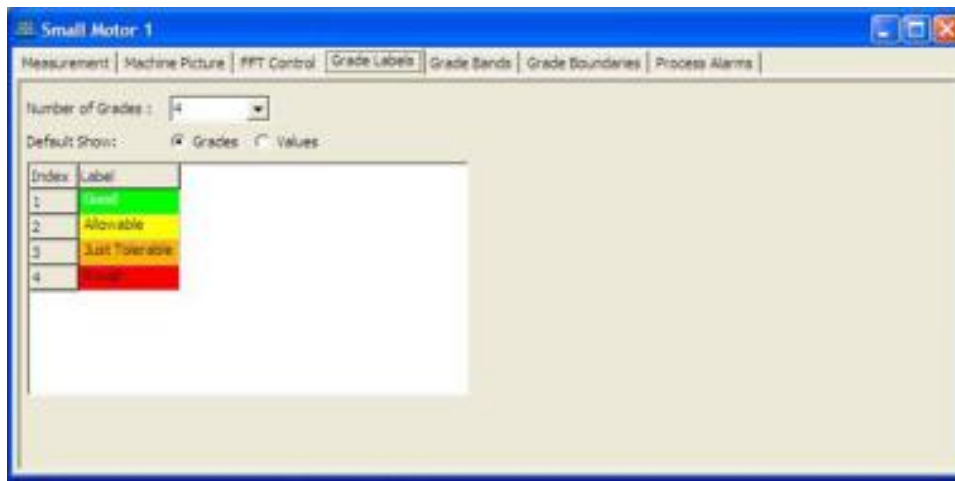 Small Motor 1
Measurement Machine Picture FFT Control Grade Labels Grade Bands Grade Boundaries Process Alarms
Number of Grades : 4
Default Show: Grades Values
Index Label
1 Good
2 Allowable
3 Just Tolerable
4